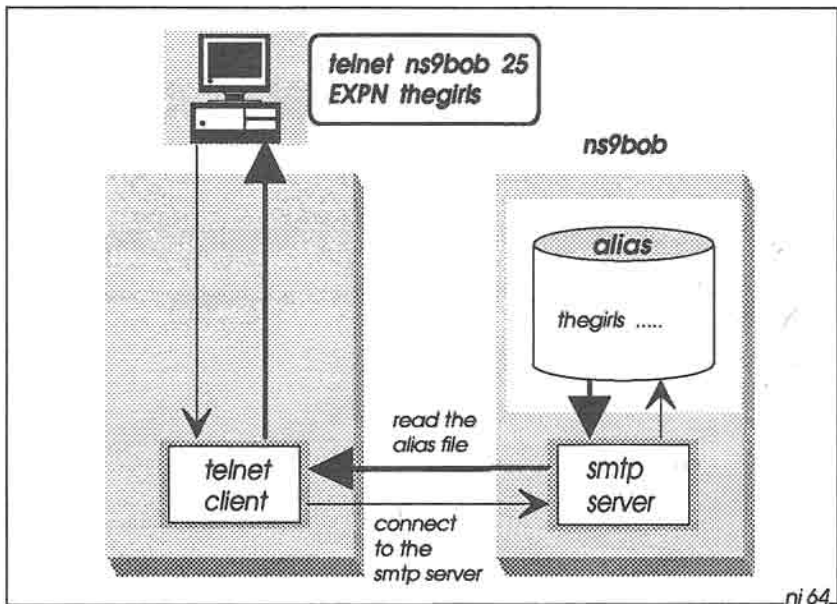 telnet ns9bob 25
EXPN thegirls
ns9bob
alias
thegirls .....
read the
alias file
telnet
client
smtp
server
connect
to the
smtp server
ni 64